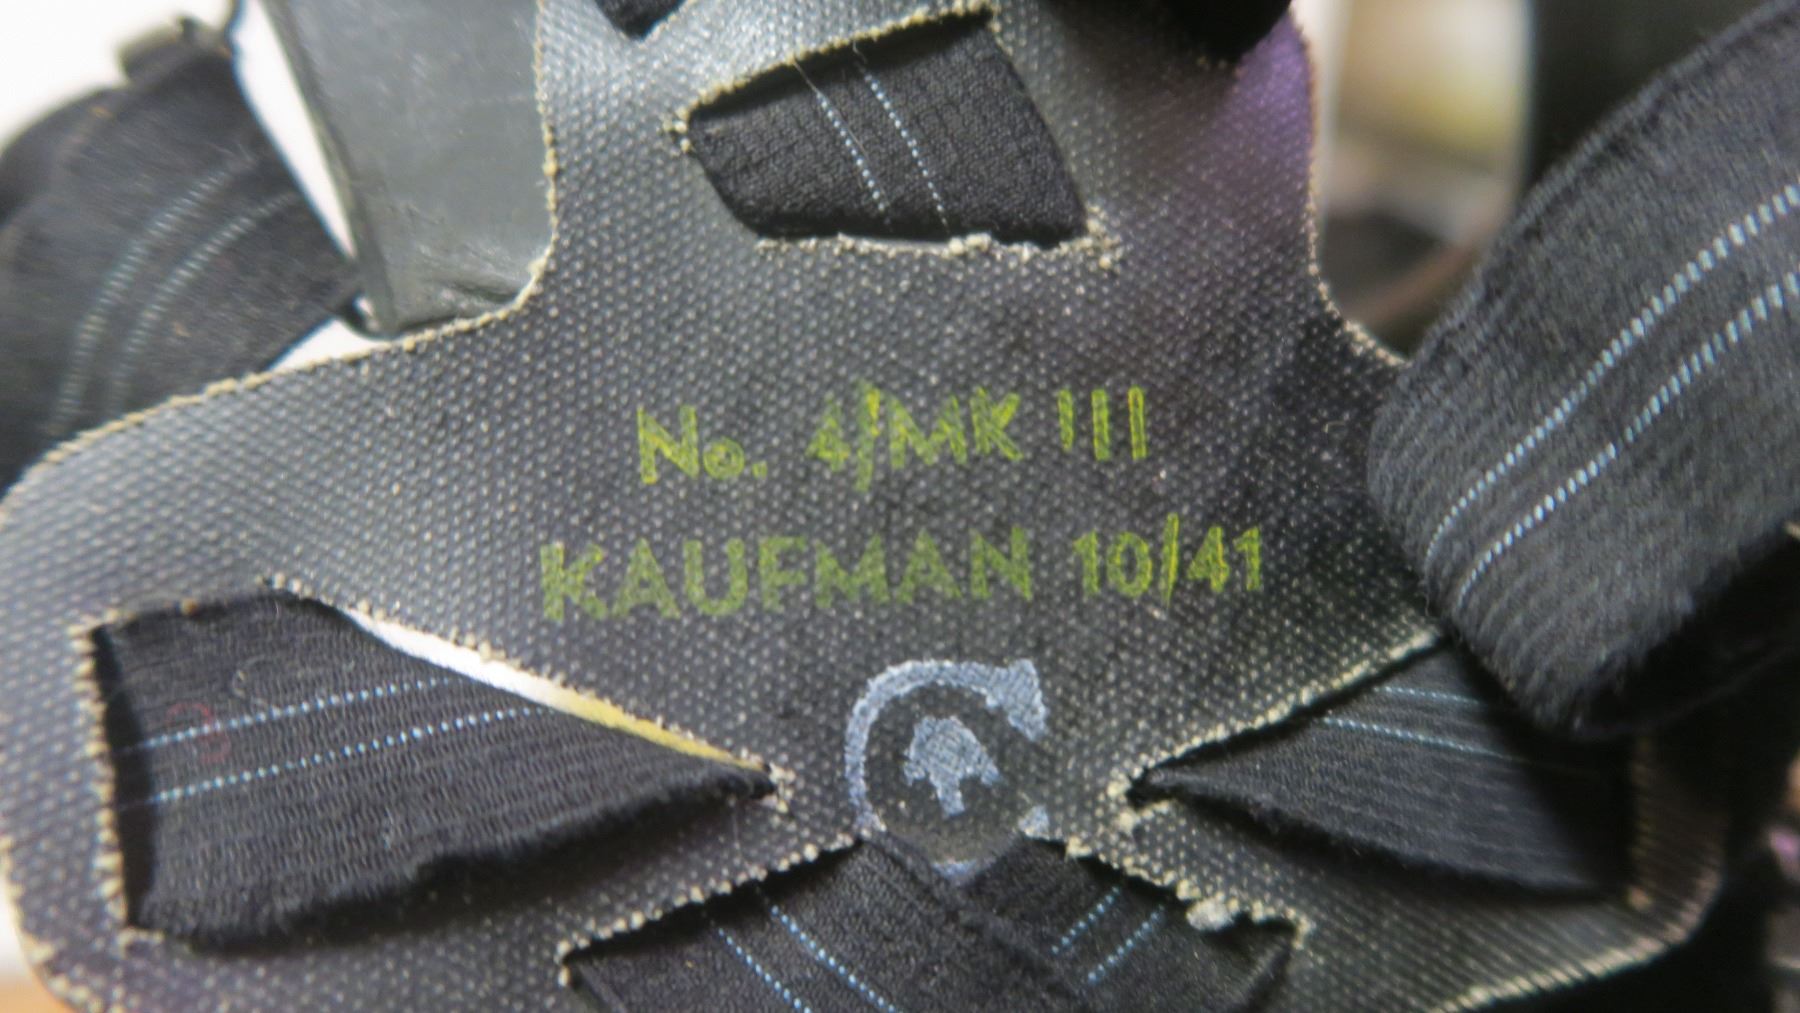 No. 4/MK III
KAUFMAN 10/41
C